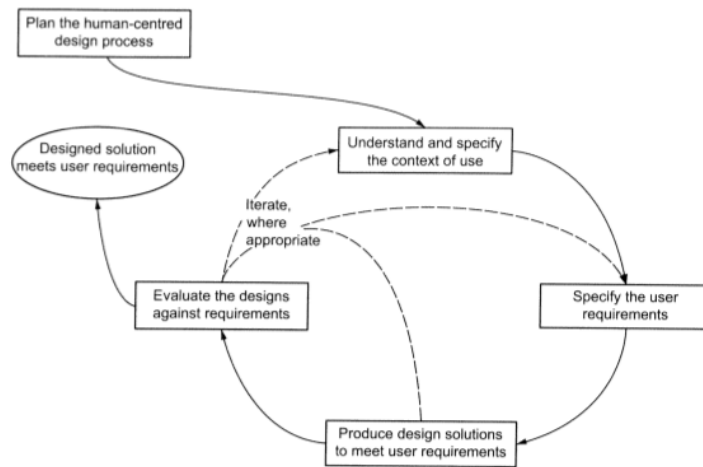 Plan the human-centred
design process
Understand and specify
the context of use
Designed solution
meets user requirements
Iterate,
where
appropriate
Evaluate the designs
against requirements
Specify the user
requirements
Produce design solutions
to meet user requirements